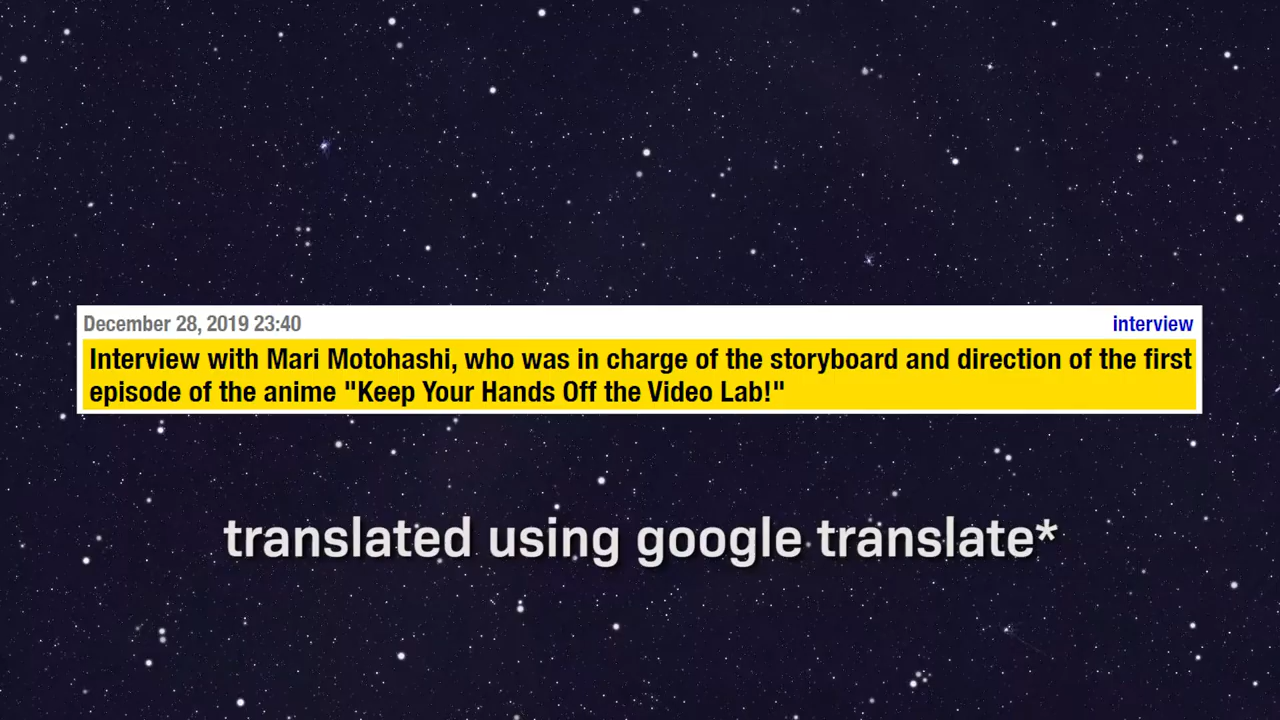 December 28, 2019 23:40
interview
Interview with Mari Motohashi, who was in charge of the storyboard and direction of the first
episode of the anime "Keep Your Hands Off the Video Lab!"
translated using google translate*